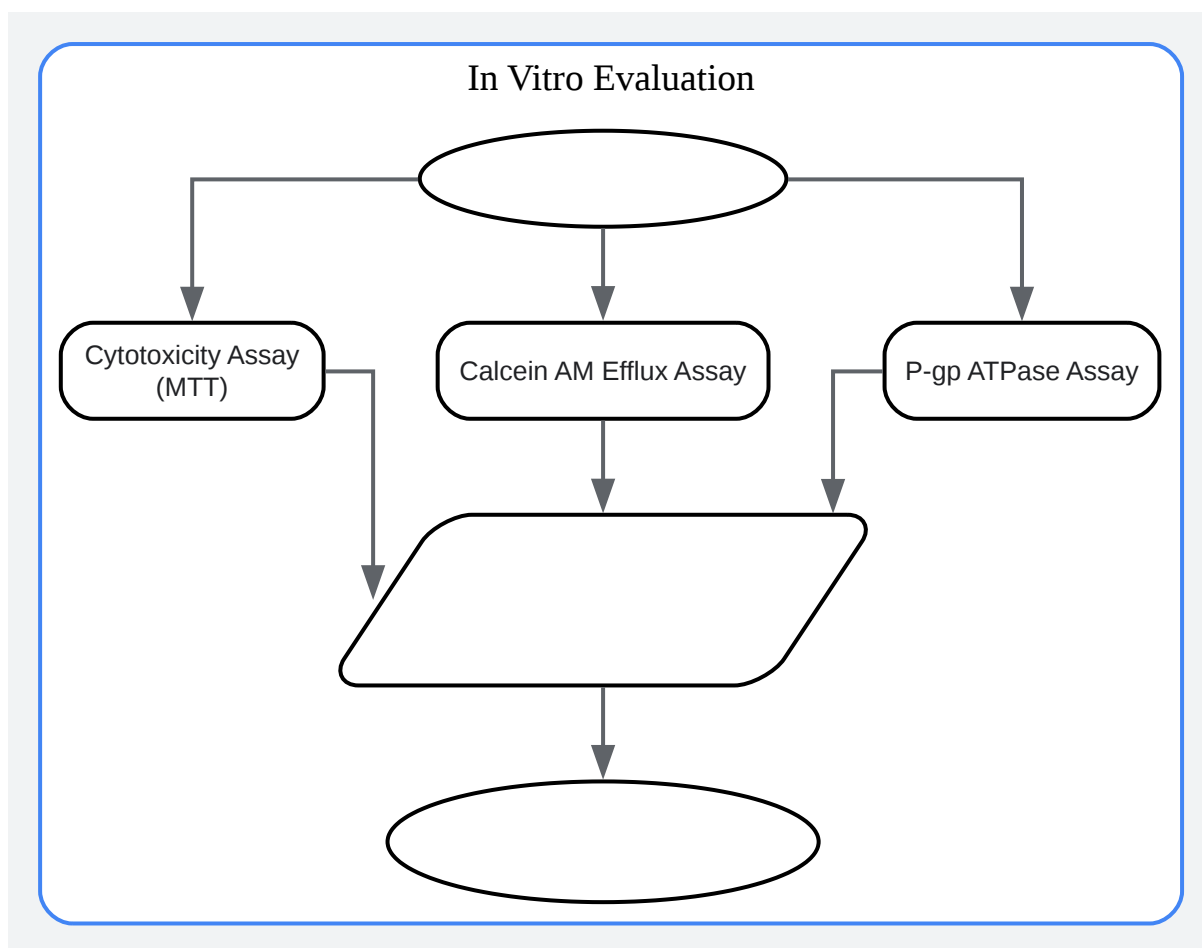 In Vitro Evaluation
Cytotoxicity Assay
(MTT)
Calcein AM Efflux Assay
P-gp ATPase Assay